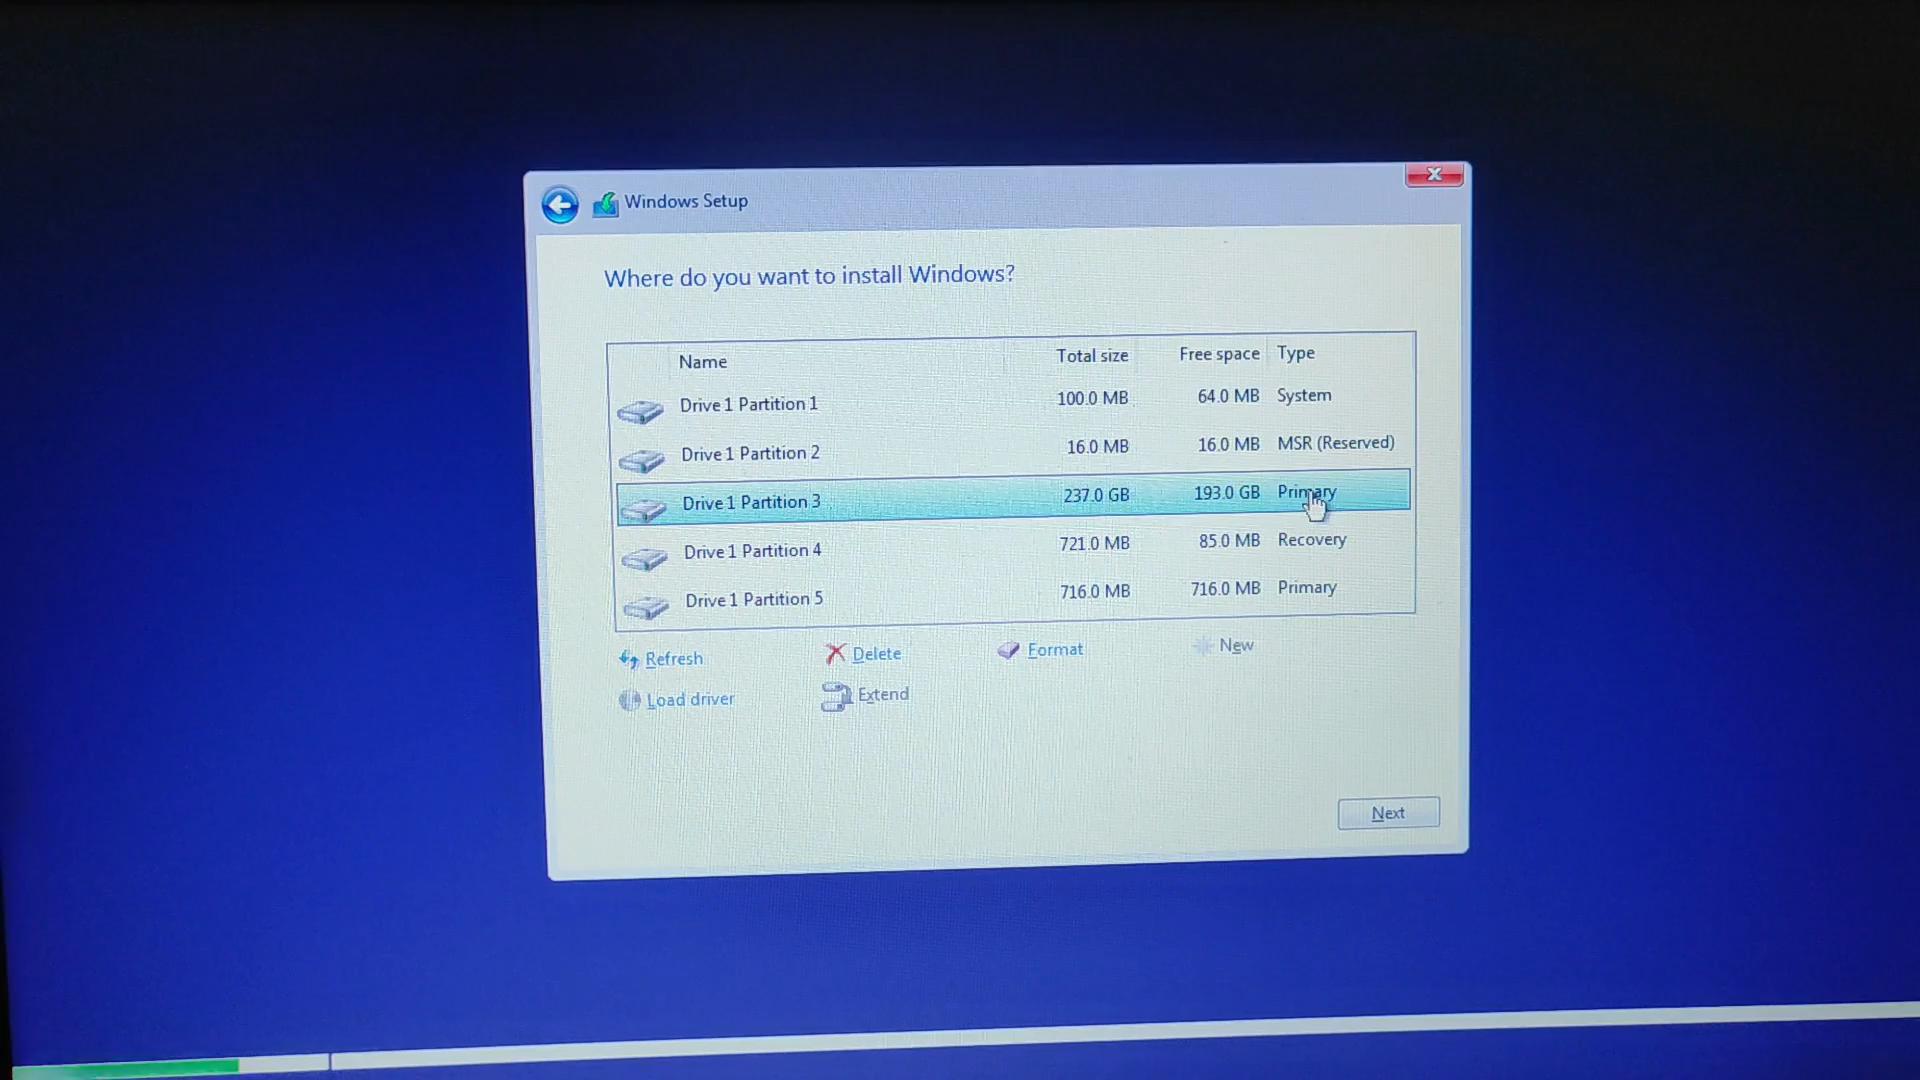 Windows Setup
Where do you want to install Windows?
Name Total size Free space Type
Drive 1 Partition 1 100.0 MB 64.0 MB System
Drive 1 Partition 2 16.0 MB 16.0 MB MSR (Reserved)
Drive 1 Partition 3 237.0 GB 193.0 GB Primary
Drive 1 Partition 4 721.0 MB 85.0 MB Recovery
Drive 1 Partition 5 716.0 MB 716.0 MB Primary
Refresh Delete Format New
Load driver Extend
Next